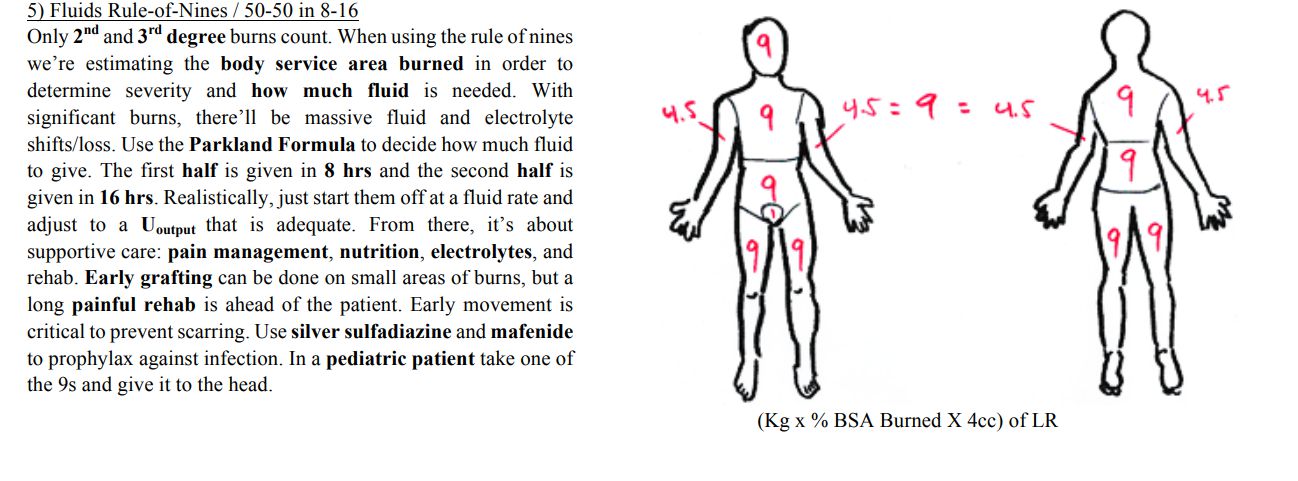 5) Fluids Rule-of-Nines / 50-50 in 8-16
Only 2nd and 3rd degree burns count. When using the rule of nines
we’re estimating the body service area burned in order to
determine severity and how much fluid is needed. With
significant burns, there’ll be massive fluid and electrolyte
shifts/loss. Use the Parkland Formula to decide how much fluid
to give. The first half is given in 8 hrs and the second half is
given in 16 hrs. Realistically, just start them off at a fluid rate and
adjust to a Uoutput that is adequate. From there, it’s about
supportive care: pain management, nutrition, electrolytes, and
rehab. Early grafting can be done on small areas of burns, but a
long painful rehab is ahead of the patient. Early movement is
critical to prevent scarring. Use silver sulfadiazine and mafenide
to prophylax against infection. In a pediatric patient take one of
the 9s and give it to the head.
9
9
4.5 9 4.5 = 9 = 4.5 9 4.5
9 9
1
9 9 9 9
(Kg x % BSA Burned X 4cc) of LR